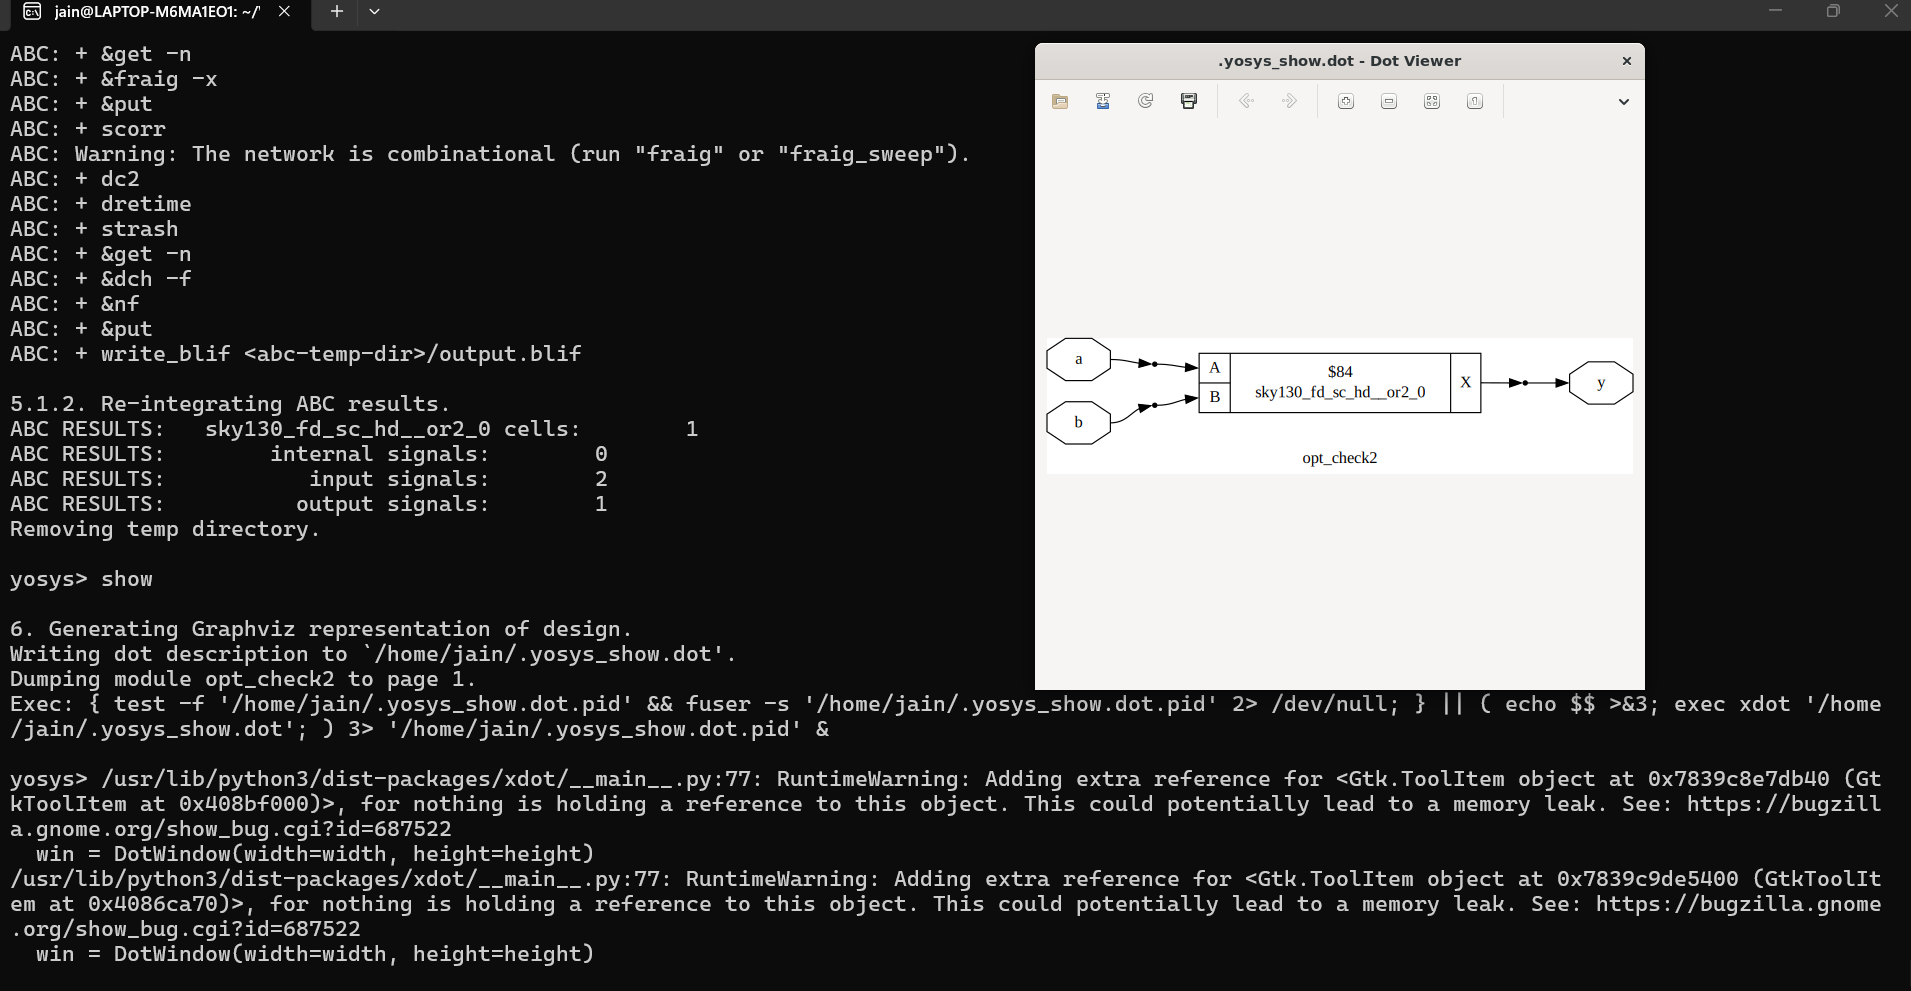 jain@LAPTOP-M6MA1EO1: ~/
ABC: + &get -n
ABC: + &fraig -x
ABC: + &put
ABC: + scorr
ABC: Warning: The network is combinational (run "fraig" or "fraig_sweep").
ABC: + dc2
ABC: + dretime
ABC: + strash
ABC: + &get -n
ABC: + &dch -f
ABC: + &nf
ABC: + &put
ABC: + write_blif <abc-temp-dir>/output.blif
5.1.2. Re-integrating ABC results.
ABC RESULTS:   sky130_fd_sc_hd__or2_0 cells:        1
ABC RESULTS:        internal signals:        0
ABC RESULTS:           input signals:        2
ABC RESULTS:          output signals:        1
Removing temp directory.
yosys> show
6. Generating Graphviz representation of design.
Writing dot description to `/home/jain/.yosys_show.dot'.
Dumping module opt_check2 to page 1.
Exec: { test -f '/home/jain/.yosys_show.dot.pid' && fuser -s '/home/jain/.yosys_show.dot.pid' 2> /dev/null; } || ( echo $$ >&3; exec xdot '/home
/jain/.yosys_show.dot'; ) 3> '/home/jain/.yosys_show.dot.pid' &
yosys> /usr/lib/python3/dist-packages/xdot/__main__.py:77: RuntimeWarning: Adding extra reference for <Gtk.ToolItem object at 0x7839c8e7db40 (Gt
kToolItem at 0x408bf000)>, for nothing is holding a reference to this object. This could potentially lead to a memory leak. See: https://bugzill
a.gnome.org/show_bug.cgi?id=687522
  win = DotWindow(width=width, height=height)
/usr/lib/python3/dist-packages/xdot/__main__.py:77: RuntimeWarning: Adding extra reference for <Gtk.ToolItem object at 0x7839c9de5400 (GtkToolIt
em at 0x4086ca70)>, for nothing is holding a reference to this object. This could potentially lead to a memory leak. See: https://bugzilla.gnome
.org/show_bug.cgi?id=687522
  win = DotWindow(width=width, height=height)
.yosys_show.dot - Dot Viewer
a
b
A
B
$84
sky130_fd_sc_hd__or2_0
X
y
opt_check2